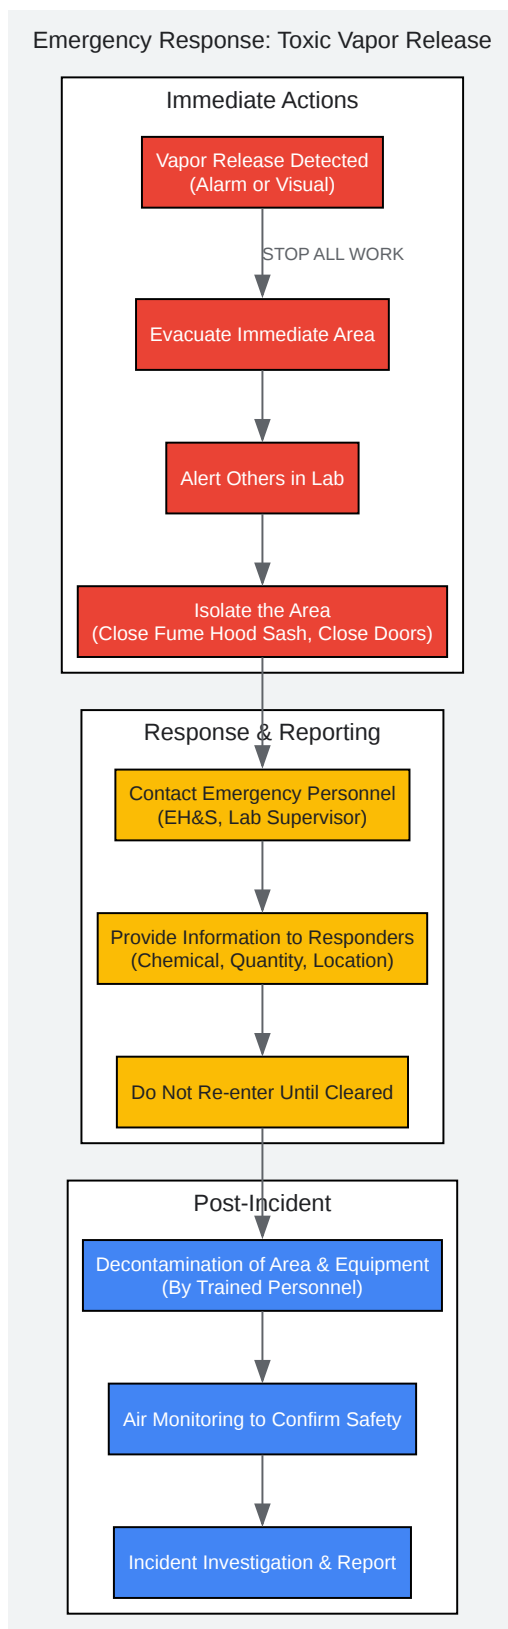 Emergency Response: Toxic Vapor Release
Immediate Actions
Vapor Release Detected
(Alarm or Visual)
STOP ALL WORK
Evacuate Immediate Area
Alert Others in Lab
Isolate the Area
(Close Fume Hood Sash, Close Doors)
Response & Reporting
Contact Emergency Personnel
(EH&S, Lab Supervisor)
Provide Information to Responders
(Chemical, Quantity, Location)
Do Not Re-enter Until Cleared
Post-Incident
Decontamination of Area & Equipment
(By Trained Personnel)
Air Monitoring to Confirm Safety
Incident Investigation & Report